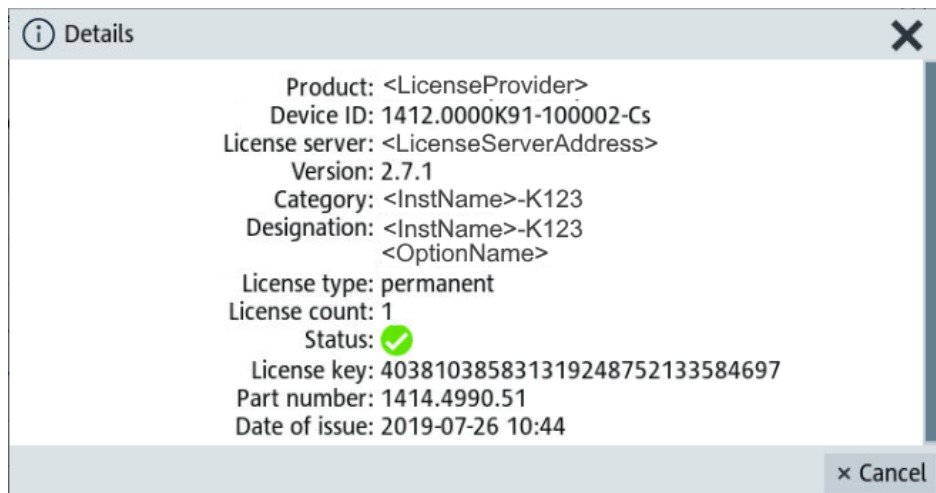 Details
Product: <LicenseProvider>
Device ID: 1412.0000K91-100002-Cs
License server: <LicenseServerAddress>
Version: 2.7.1
Category: <InstName>-K123
Designation: <InstName>-K123
<OptionName>
License type: permanent
License count: 1
Status:
License key: 403810385831319248752133584697
Part number: 1414.4990.51
Date of issue: 2019-07-26 10:44
× Cancel